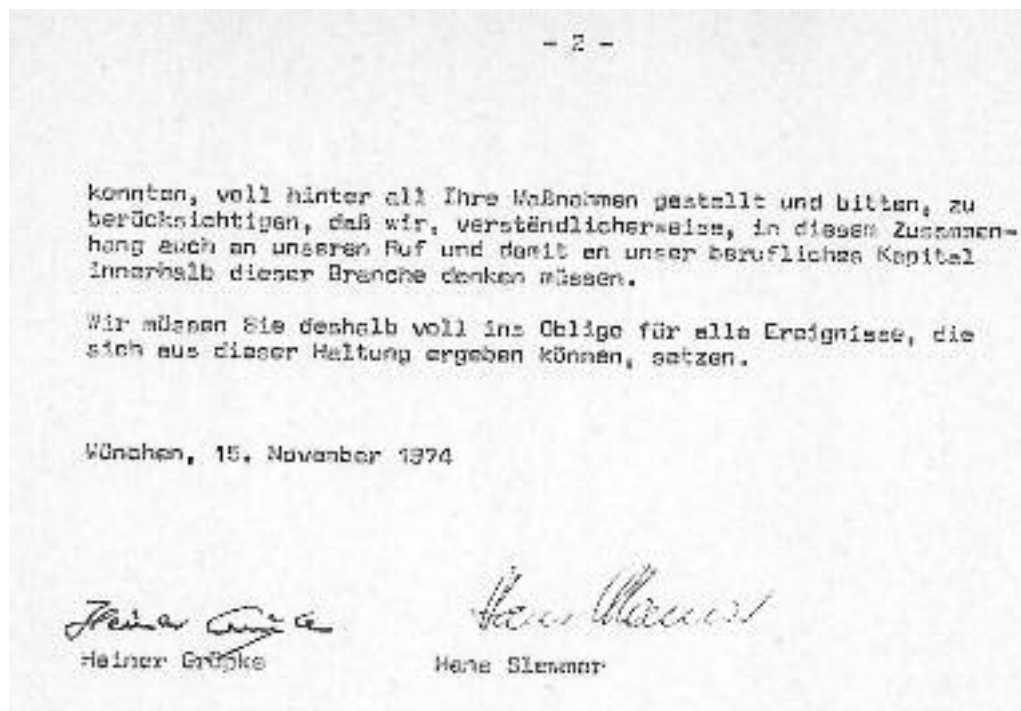 - 2 -
konnten, voll hinter all Ihre Maßnahmen gestellt und bitten, zu
berücksichtigen, daß wir, verständlicherweise, in diesem Zusammen-
hang auch an unseren Ruf und damit an unser berufliches Kapital
innerhalb dieser Branche denken müssen.
Wir müssen Sie deshalb voll ins Obligo für alle Ereignisse, die
sich aus dieser Haltung ergeben können, setzen.
München, 15. November 1974
Heiner
Hans
Heiner
Hans